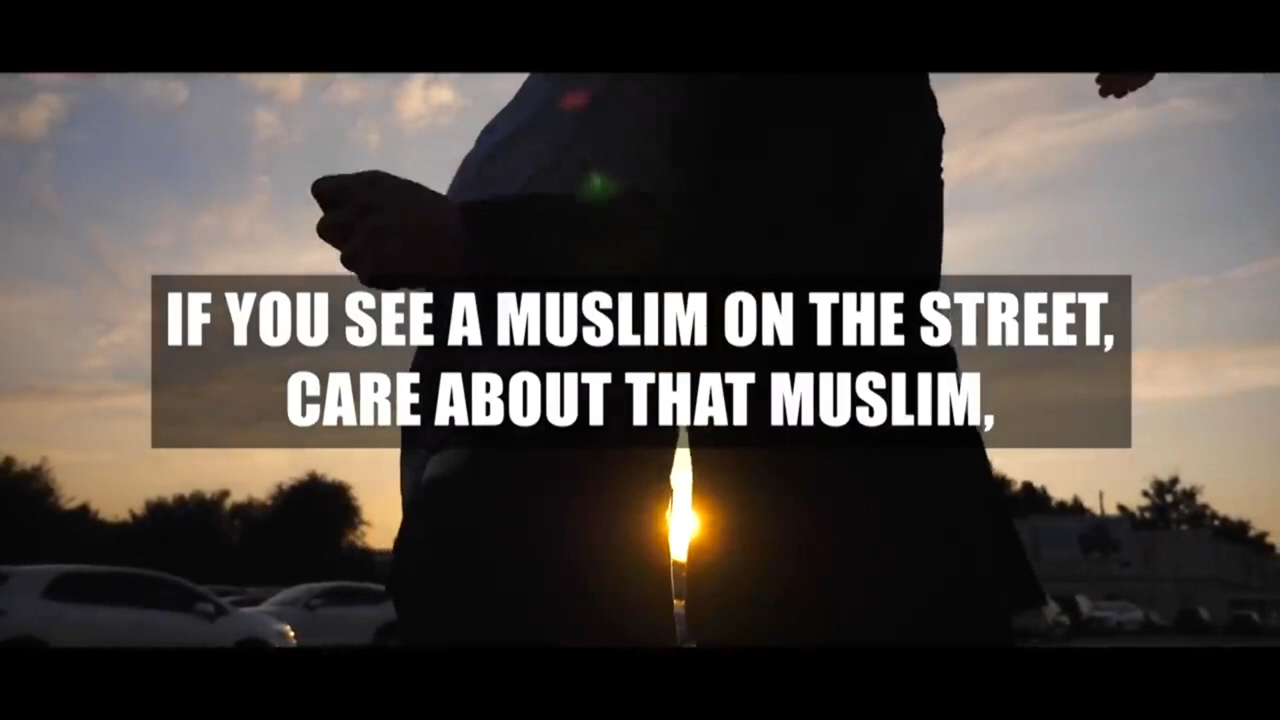 IF YOU SEE A MUSLIM ON THE STREET,
CARE ABOUT THAT MUSLIM,